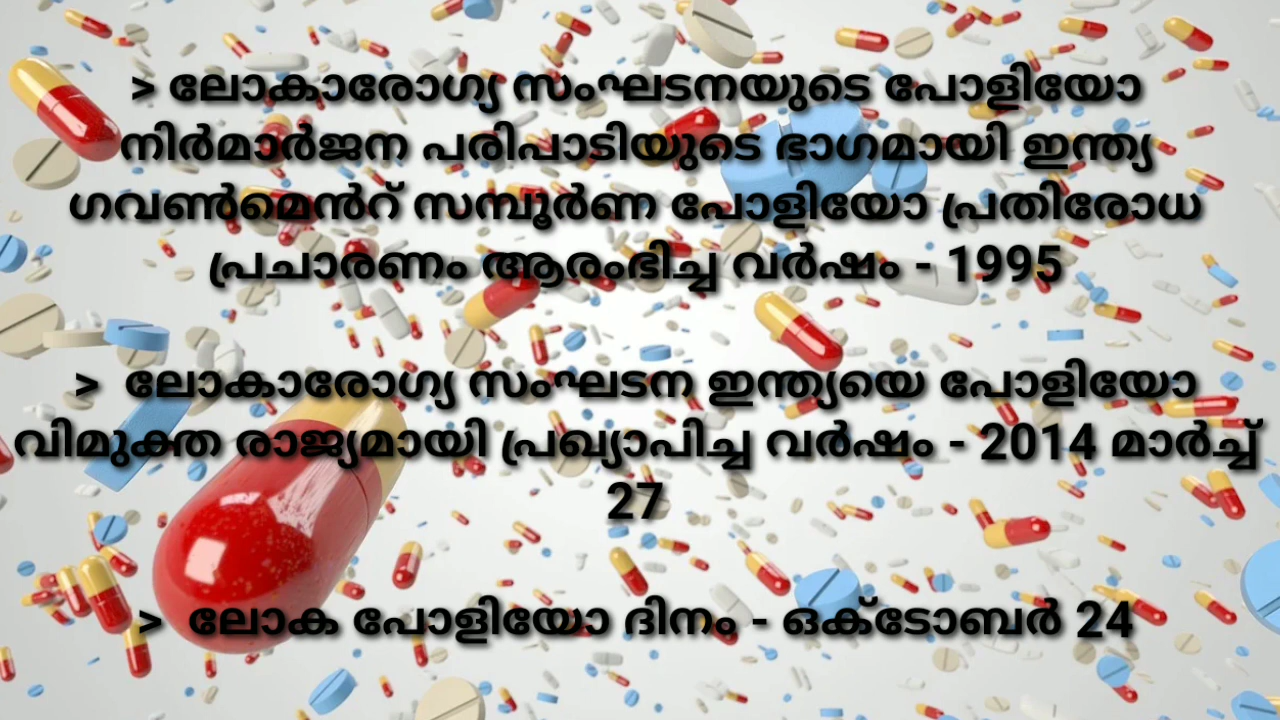 > ലോകാരോഗ്യ സംഘടനയുടെ പോളിയോ
നിർമാർജന പരിപാടിയുടെ ഭാഗമായി ഇന്ത്യ
ഗവൺമെൻറ് സമ്പൂർണ പോളിയോ പ്രതിരോധ
പ്രചാരണം ആരംഭിച്ച വർഷം - 1995
> ലോകാരോഗ്യ സംഘടന ഇന്ത്യയെ പോളിയോ
വിമുക്ത രാജ്യമായി പ്രഖ്യാപിച്ച വർഷം - 2014 മാർച്ച്
27
> ലോക പോളിയോ ദിനം - ഒക്ടോബർ 24